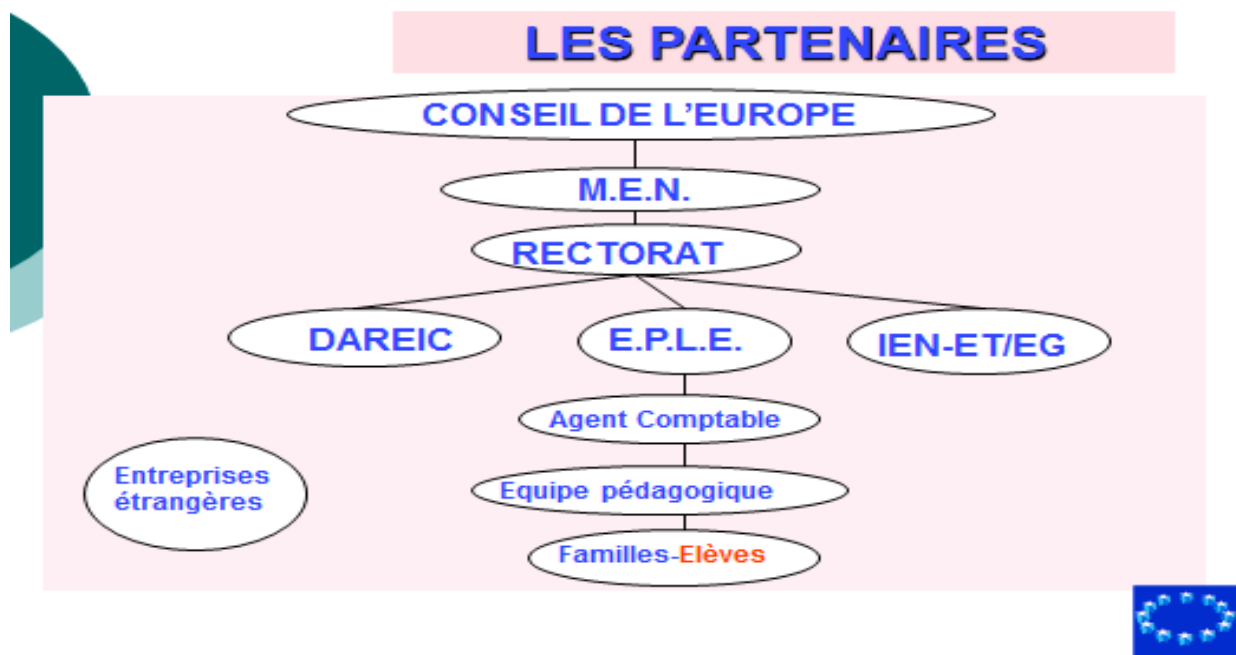 LES PARTENAIRES
CONSEIL DE L'EUROPE
M.E.N.
RECTORAT
DAREIC
E.P.L.E.
IEN-ET/EG
Agent Comptable
Entreprises
étrangères
Equipe pédagogique
Familles-Elèves